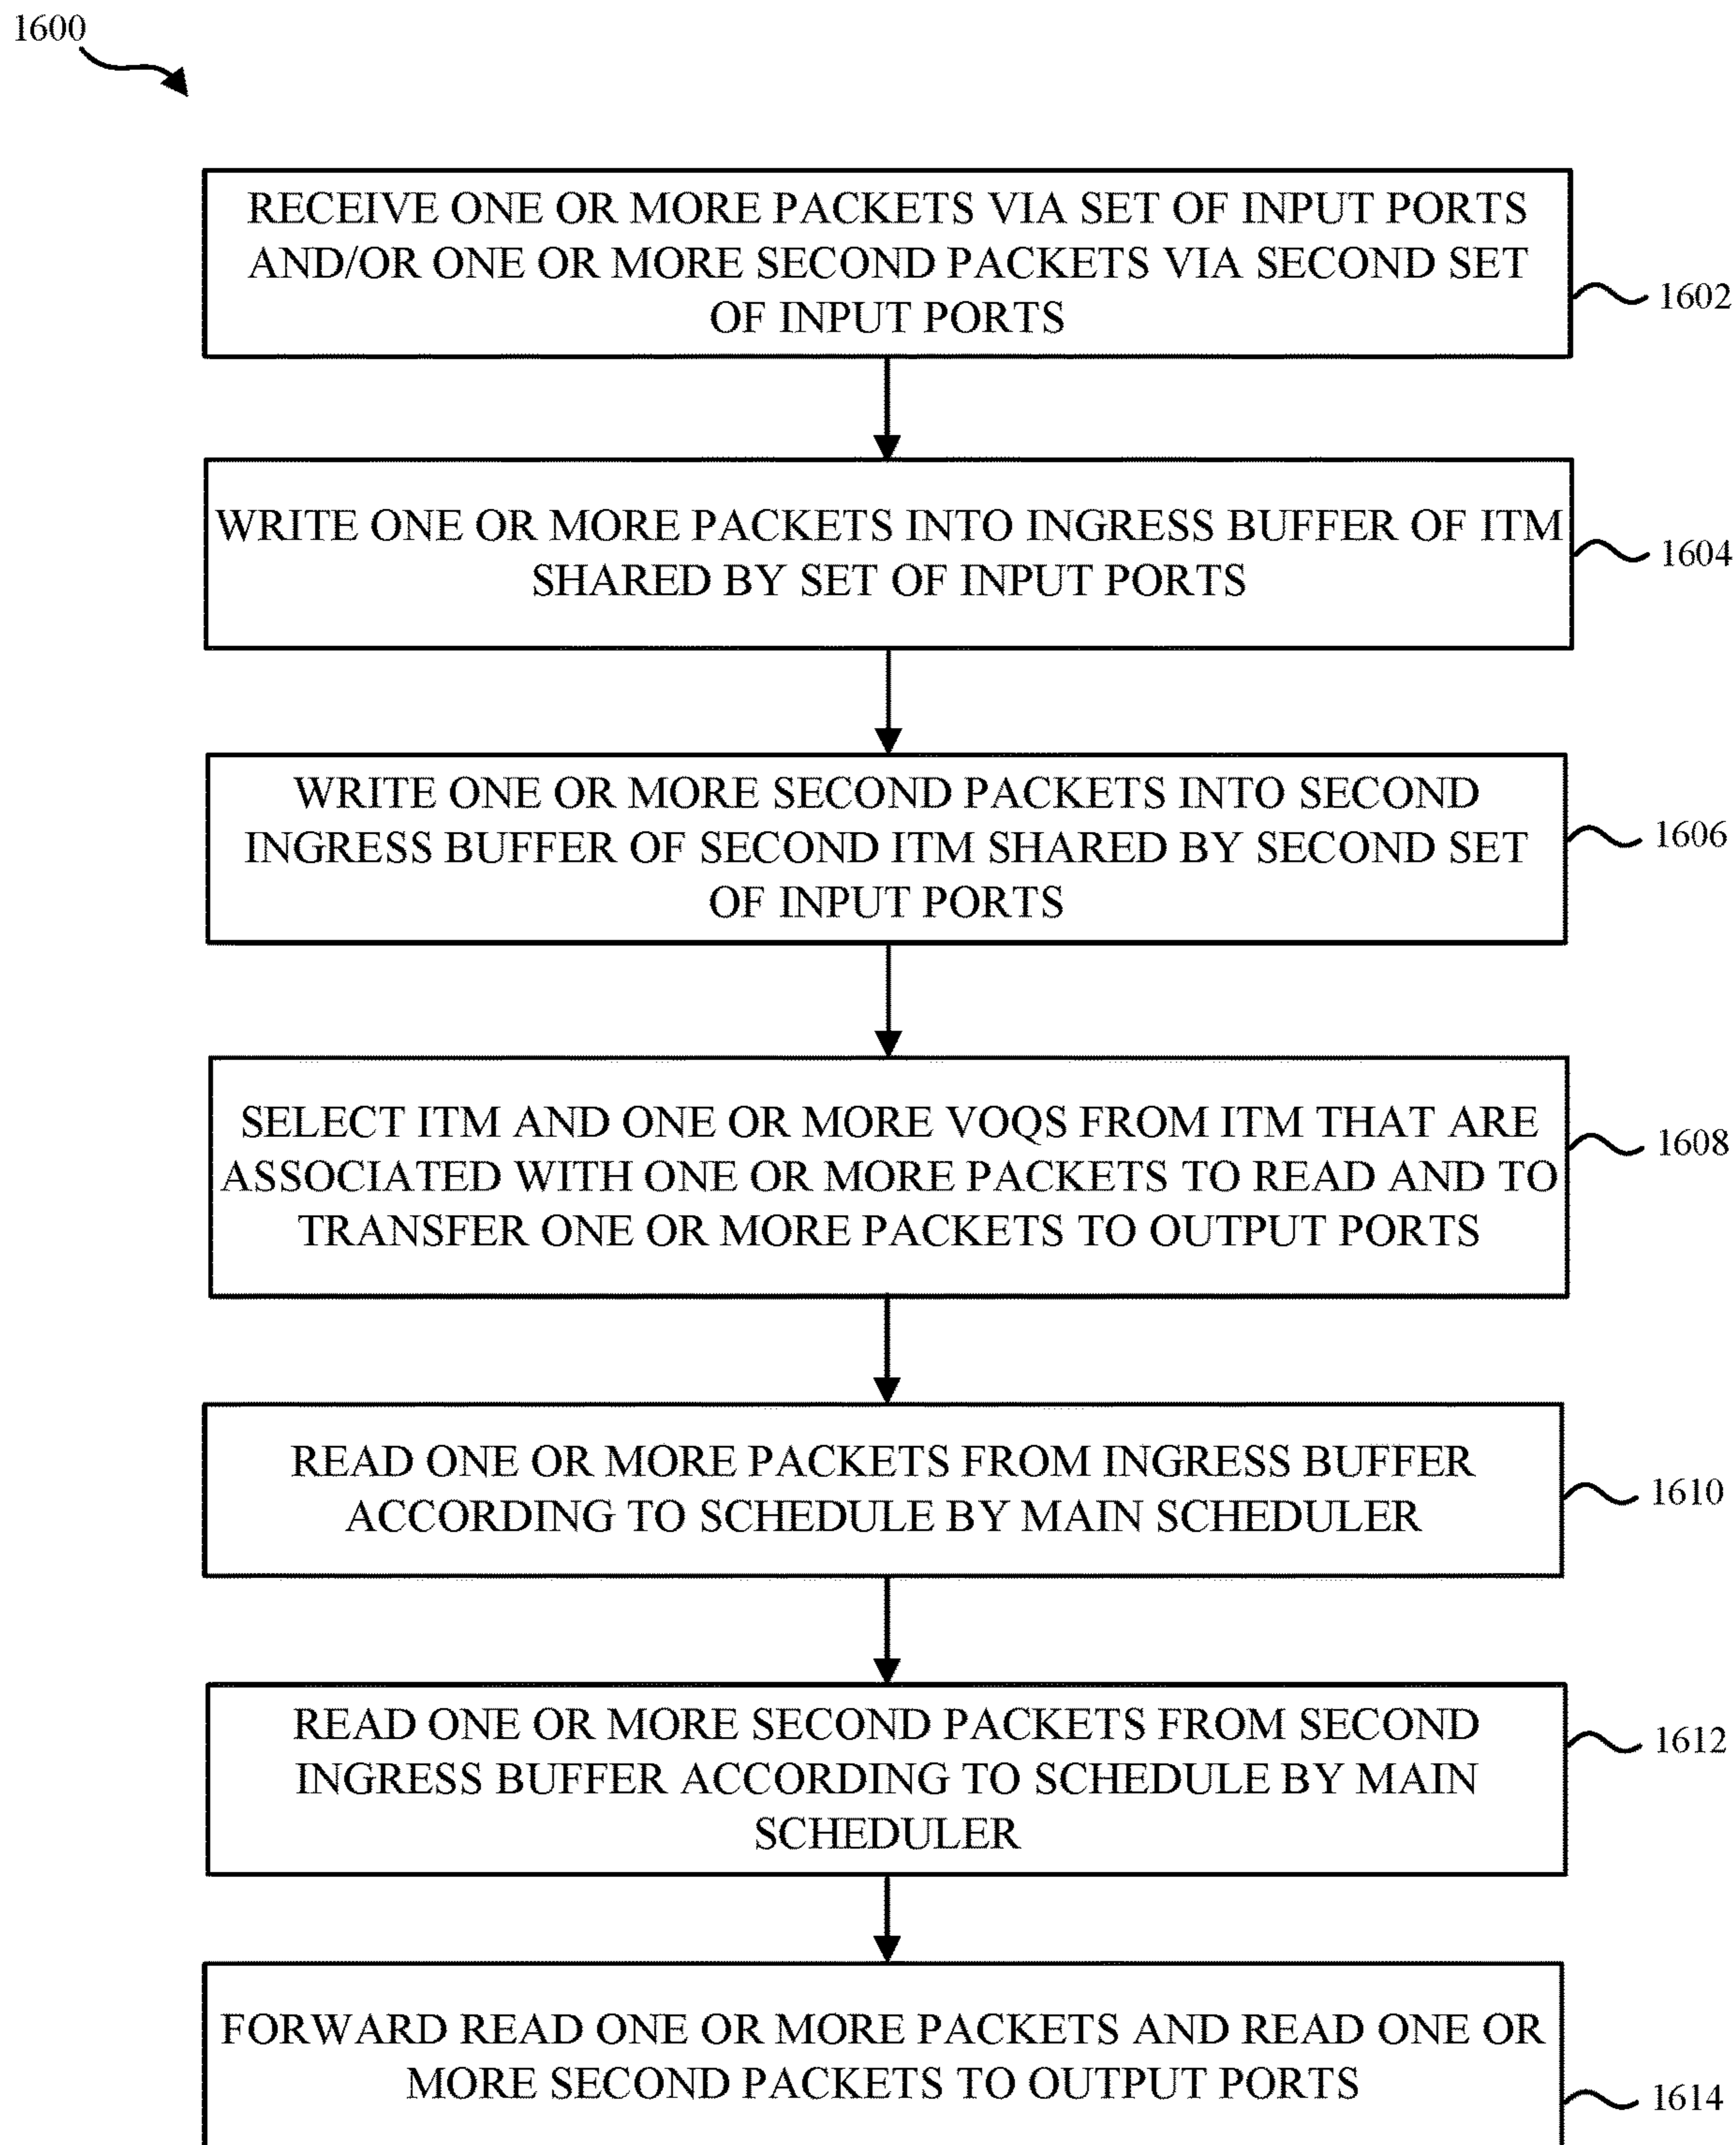 1600
RECEIVE ONE OR MORE PACKETS VIA SET OF INPUT PORTS
AND/OR ONE OR MORE SECOND PACKETS VIA SECOND SET
OF INPUT PORTS
1602
WRITE ONE OR MORE PACKETS INTO INGRESS BUFFER OF ITM
SHARED BY SET OF INPUT PORTS
1604
WRITE ONE OR MORE SECOND PACKETS INTO SECOND
INGRESS BUFFER OF SECOND ITM SHARED BY SECOND SET
OF INPUT PORTS
1606
SELECT ITM AND ONE OR MORE VOQS FROM ITM THAT ARE
ASSOCIATED WITH ONE OR MORE PACKETS TO READ AND TO
TRANSFER ONE OR MORE PACKETS TO OUTPUT PORTS
1608
READ ONE OR MORE PACKETS FROM INGRESS BUFFER
ACCORDING TO SCHEDULE BY MAIN SCHEDULER
1610
READ ONE OR MORE SECOND PACKETS FROM SECOND
INGRESS BUFFER ACCORDING TO SCHEDULE BY MAIN
SCHEDULER
1612
FORWARD READ ONE OR MORE PACKETS AND READ ONE OR
MORE SECOND PACKETS TO OUTPUT PORTS
1614